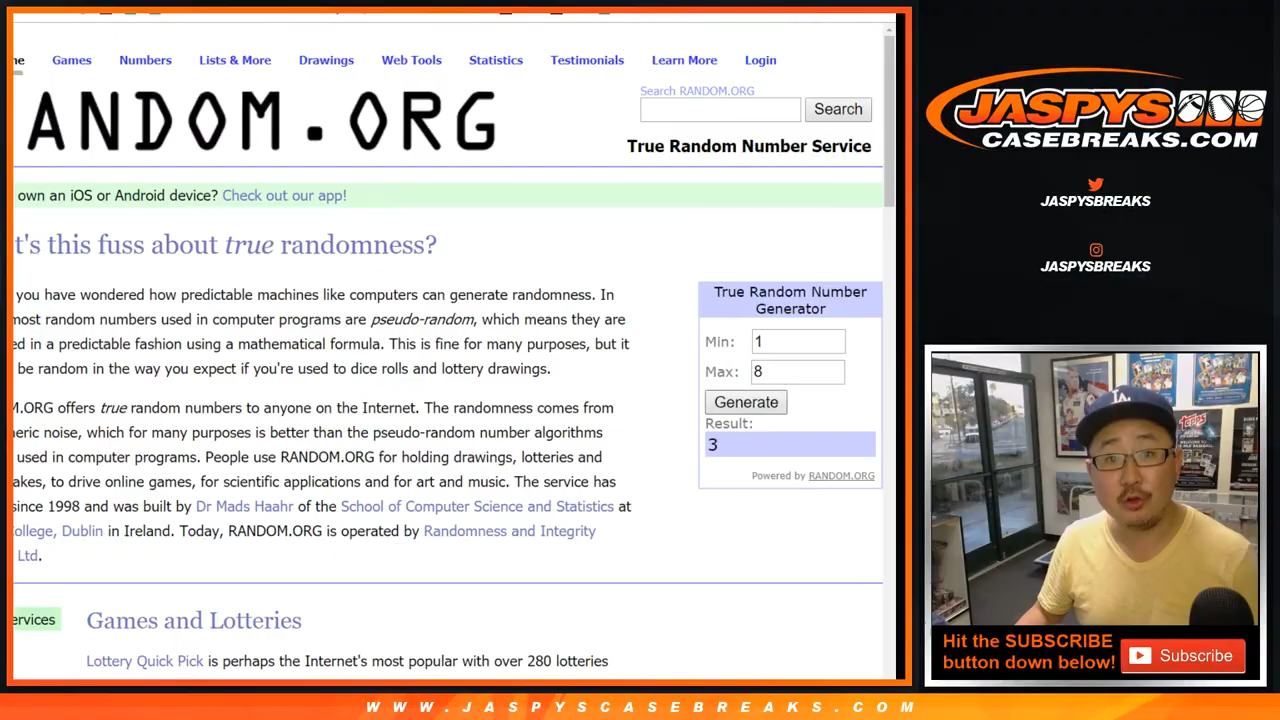 Games Numbers Lists & More Drawings Web Tools Statistics Testimonials Learn More Login
ANDOM.ORG
Search RANDOM.ORG
Search
True Random Number Service
own an iOS or Android device? Check out our app!
t's this fuss about true randomness?
you have wondered how predictable machines like computers can generate randomness. In
most random numbers used in computer programs are pseudo-random, which means they are
ed in a predictable fashion using a mathematical formula. This is fine for many purposes, but it
be random in the way you expect if you're used to dice rolls and lottery drawings.
M.ORG offers true random numbers to anyone on the Internet. The randomness comes from
eric noise, which for many purposes is better than the pseudo-random number algorithms
used in computer programs. People use RANDOM.ORG for holding drawings, lotteries and
akes, to drive online games, for scientific applications and for art and music. The service has
since 1998 and was built by Dr Mads Haahr of the School of Computer Science and Statistics at
ollege, Dublin in Ireland. Today, RANDOM.ORG is operated by Randomness and Integrity
Ltd.
True Random Number
Generator
Min: 1
Max: 8
Generate
Result:
3
Powered by RANDOM.ORG
ervices
Games and Lotteries
Lottery Quick Pick is perhaps the Internet's most popular with over 280 lotteries
JASPYS
CASEBREAKS.COM
JASPYSBREAKS
JASPYSBREAKS
LA
TOPPS
Hit the SUBSCRIBE
button down below!
Subscribe
WWW.JASPYSCASEBREAKS.COM